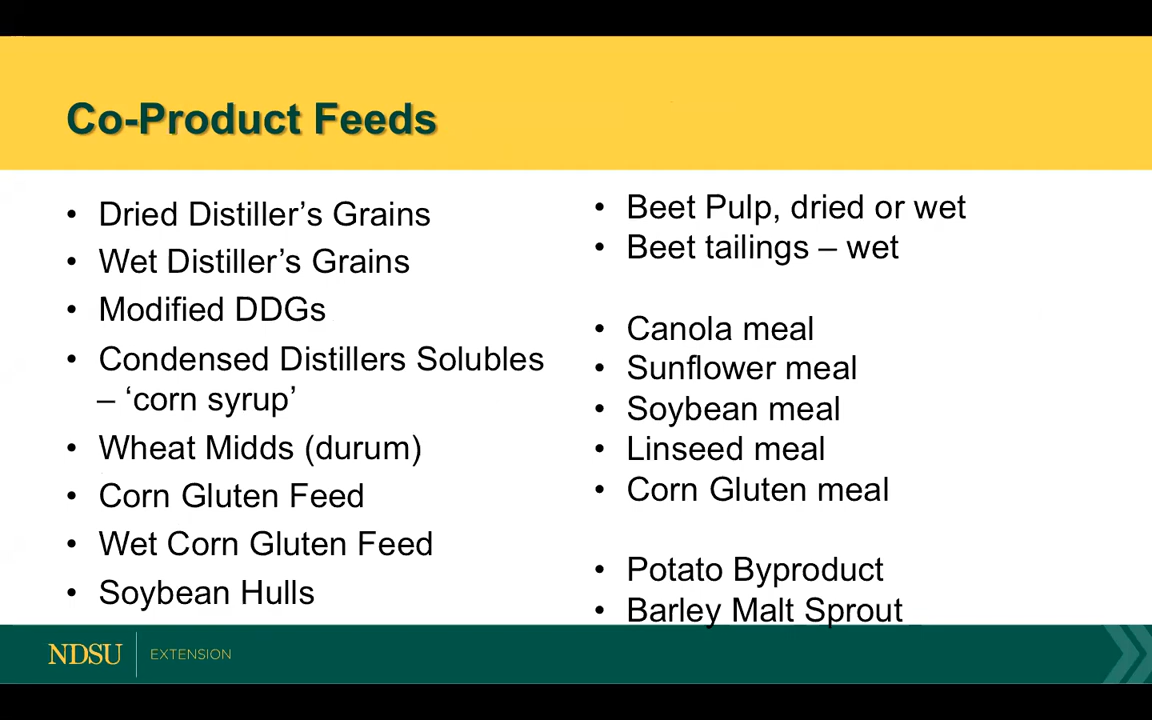 Co-Product Feeds
• Dried Distiller’s Grains
• Wet Distiller’s Grains
• Modified DDGs
• Condensed Distillers Solubles
– ‘corn syrup’
• Wheat Midds (durum)
• Corn Gluten Feed
• Wet Corn Gluten Feed
• Soybean Hulls
• Beet Pulp, dried or wet
• Beet tailings – wet
• Canola meal
• Sunflower meal
• Soybean meal
• Linseed meal
• Corn Gluten meal
• Potato Byproduct
• Barley Malt Sprout
NDSU EXTENSION